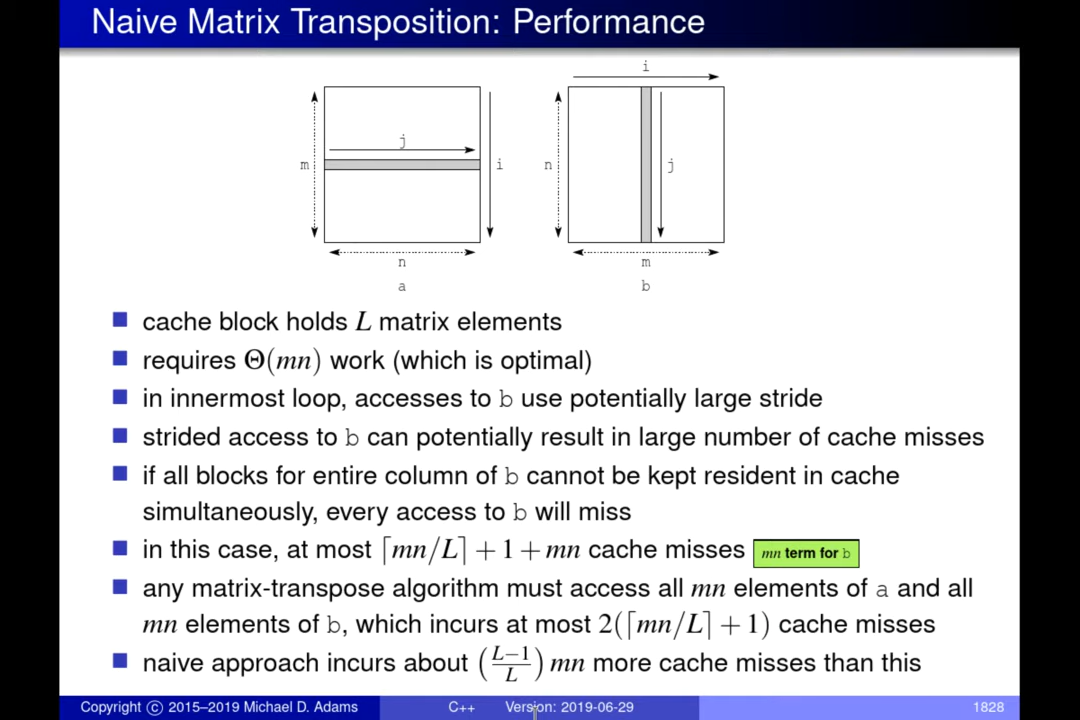 Naive Matrix Transposition: Performance
i
j
m
i
n
j
n
m
a
b
cache block holds L matrix elements
requires Θ(mn) work (which is optimal)
in innermost loop, accesses to b use potentially large stride
strided access to b can potentially result in large number of cache misses
if all blocks for entire column of b cannot be kept resident in cache
simultaneously, every access to b will miss
in this case, at most ⌈mn/L⌉ + 1 + mn cache misses mn term for b
any matrix-transpose algorithm must access all mn elements of a and all
mn elements of b, which incurs at most 2(⌈mn/L⌉ + 1) cache misses
naive approach incurs about ((L−1)/L) mn more cache misses than this
Copyright © 2015–2019 Michael D. Adams C++ Version: 2019-06-29 1828